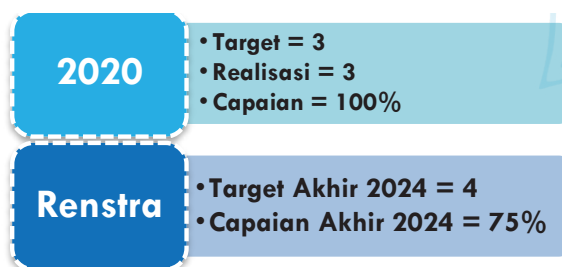 2020
• Target = 3
• Realisasi = 3
• Capaian = 100%
Renstra
• Target Akhir 2024 = 4
• Capaian Akhir 2024 = 75%